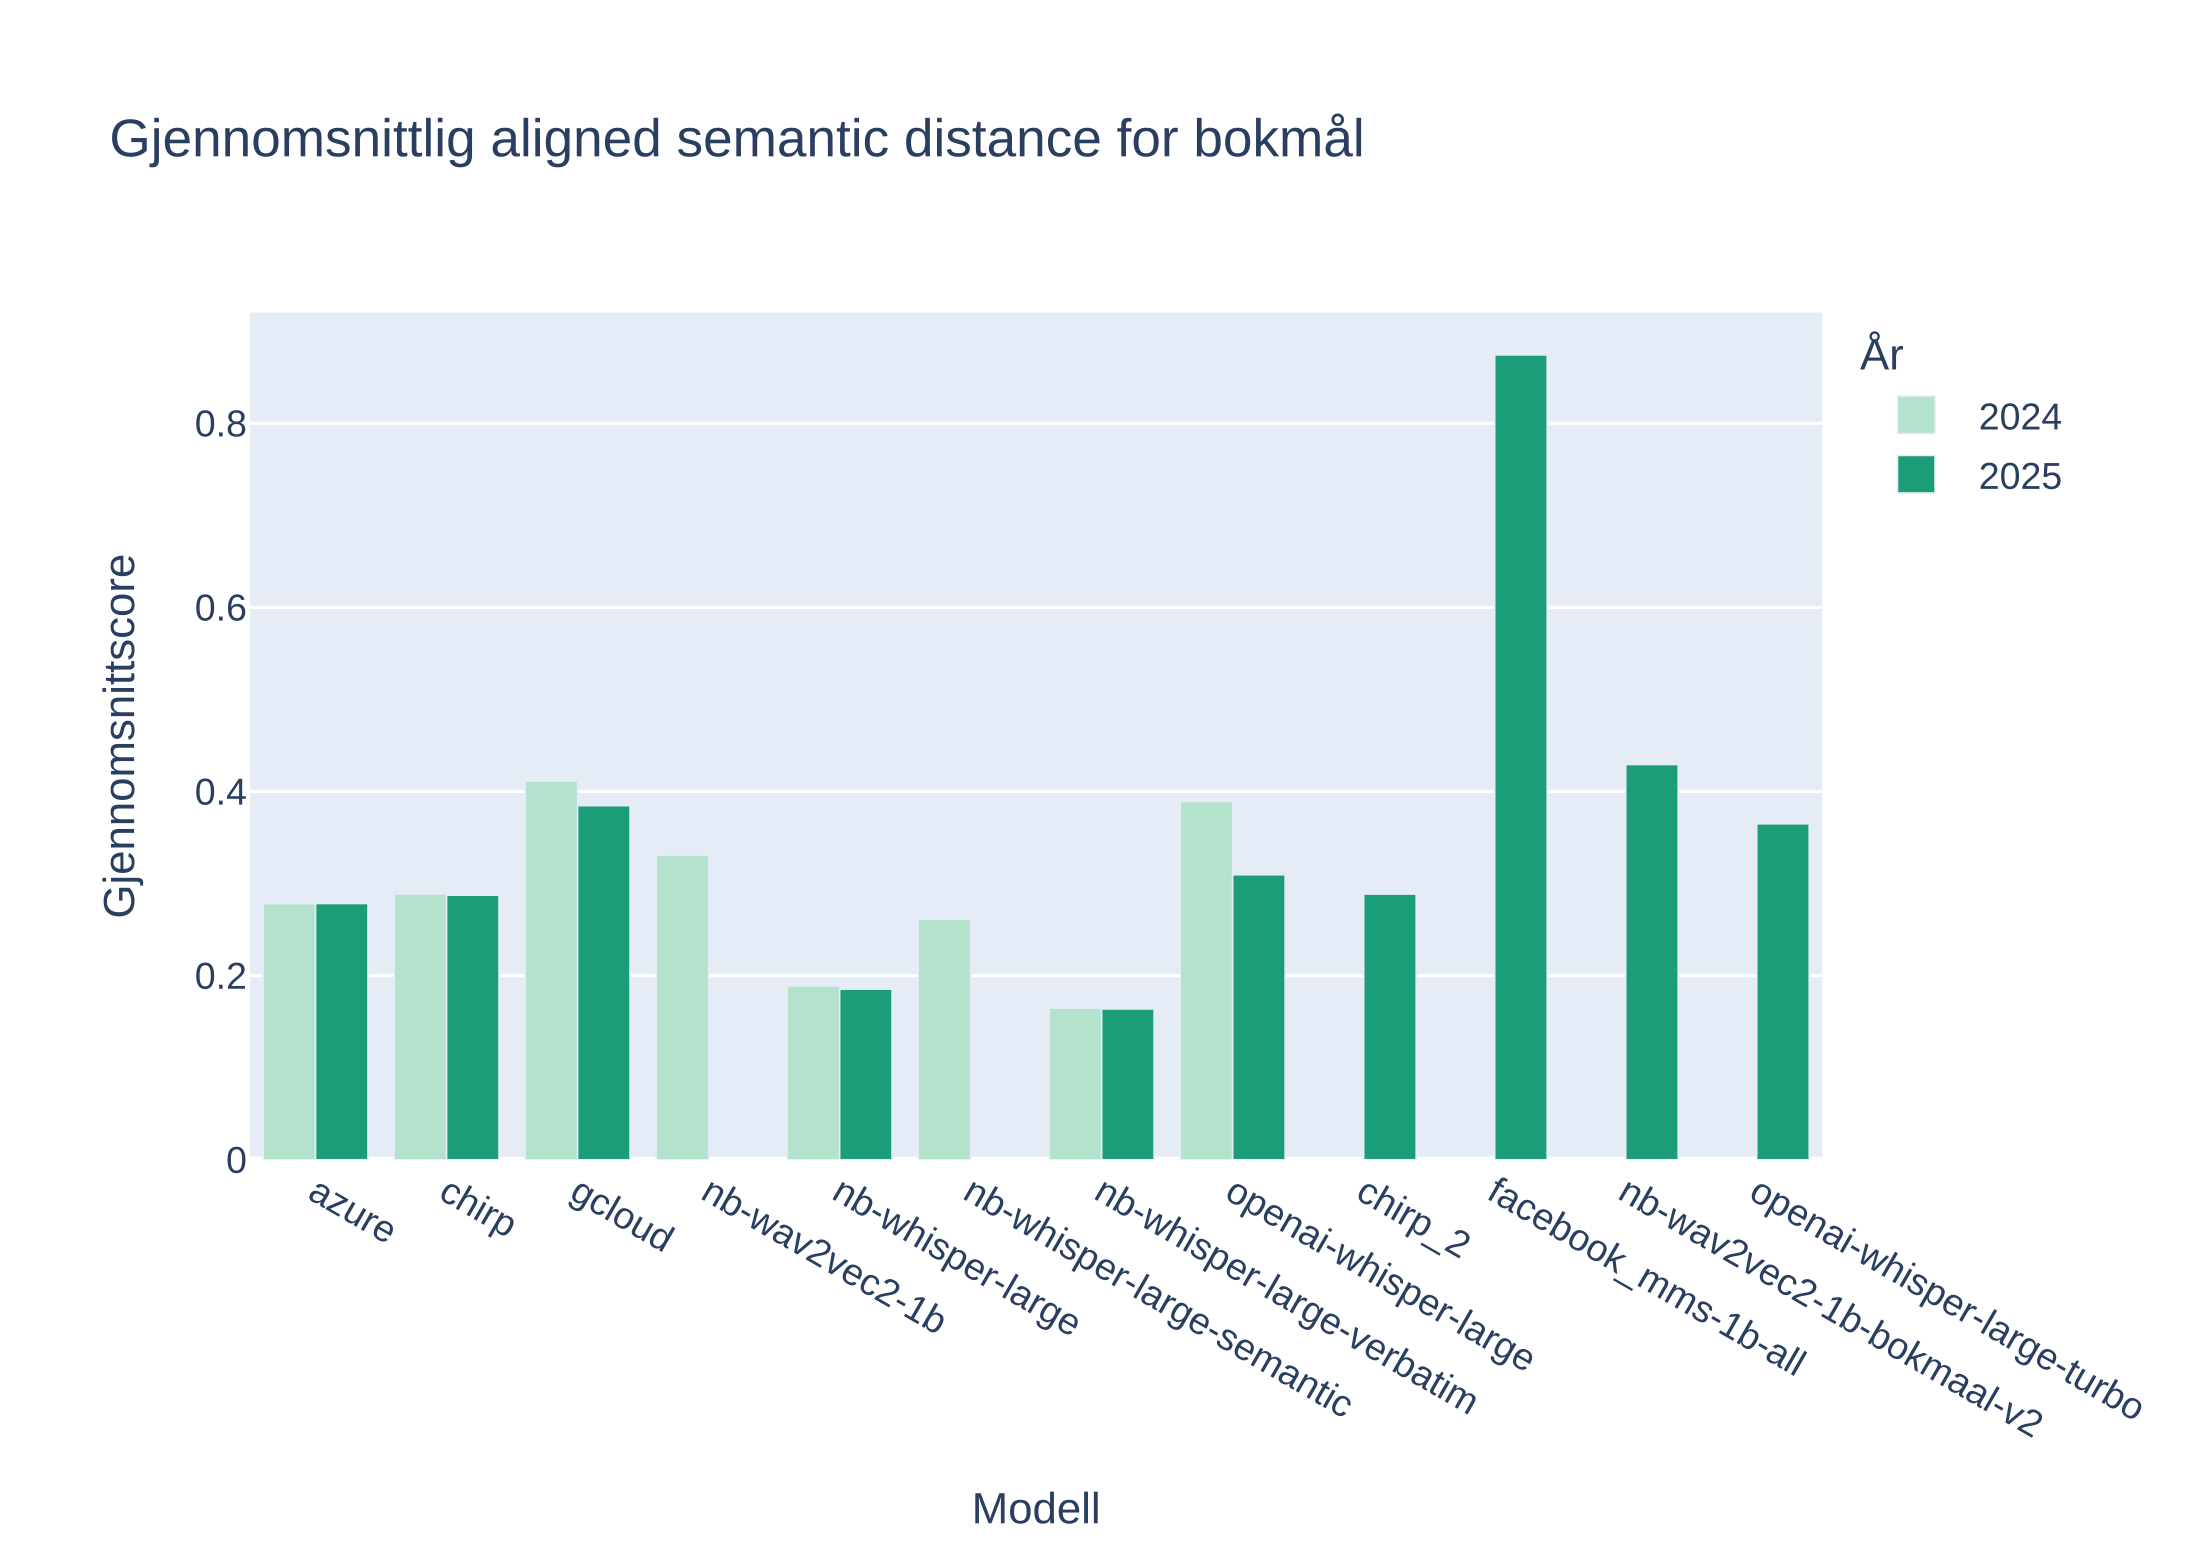 Gjennomsnittlig aligned semantic distance for bokmål
År
2024
2025
Gjennomsnittscore
0.8
0.6
0.4
0.2
0
azure
chirp
gcloud
nb-wav2vec2-1b
nb-whisper-large
nb-whisper-large-semantic
nb-whisper-large-verbatim
openai-whisper-large
chirp_2
facebook_mms-1b-all
nb-wav2vec2-1b-bokmaal-v2
openai-whisper-large-turbo
Modell